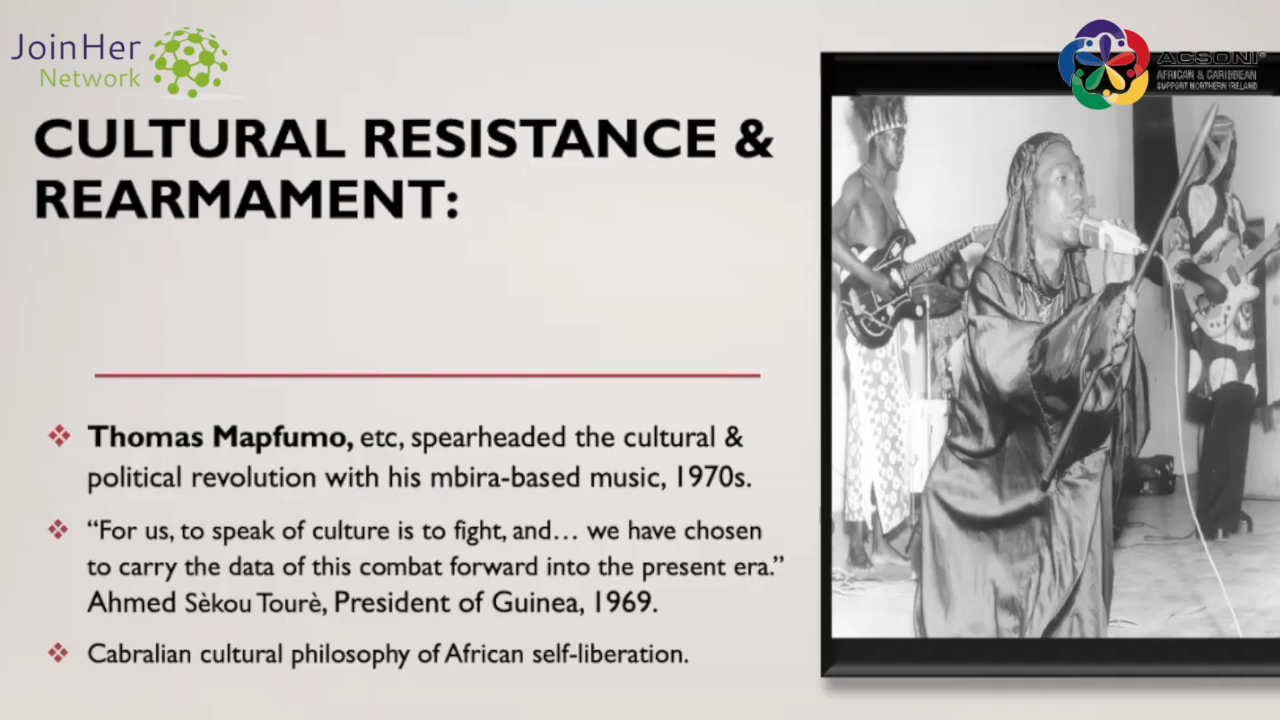 JoinHer
Network
ACSONI
AFRICAN & CARIBBEAN
SUPPORT NORTHERN IRELAND
CULTURAL RESISTANCE &
REARMAMENT:
Thomas Mapfumo, etc, spearheaded the cultural &
political revolution with his mbira-based music, 1970s.
“For us, to speak of culture is to fight, and… we have chosen
to carry the data of this combat forward into the present era.”
Ahmed Sèkou Tourè, President of Guinea, 1969.
Cabralian cultural philosophy of African self-liberation.